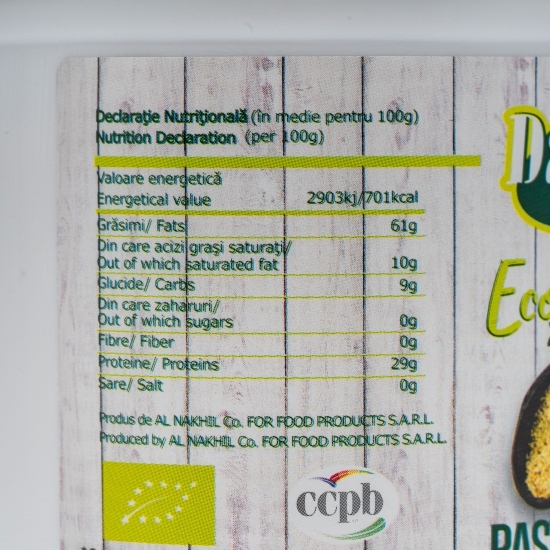 Declaraţie Nutriţională (în medie pentru 100g)
Nutrition Declaration (per 100g)
Valoare energetică
Energetical value 2903kj/701kcal
Grăsimi/ Fats 61g
Din care acizi graşi saturaţi/
Out of which saturated fat 10g
Glucide/ Carbs 9g
Din care zaharuri/
Out of which sugars 0g
Fibre/ Fiber 0g
Proteine/ Proteins 29g
Sare/ Salt 0g
Produs de AL NAKHIL Co. FOR FOOD PRODUCTS S.A.R.L.
Produced by AL NAKHIL Co. FOR FOOD PRODUCTS S.A.R.L.
ccpb